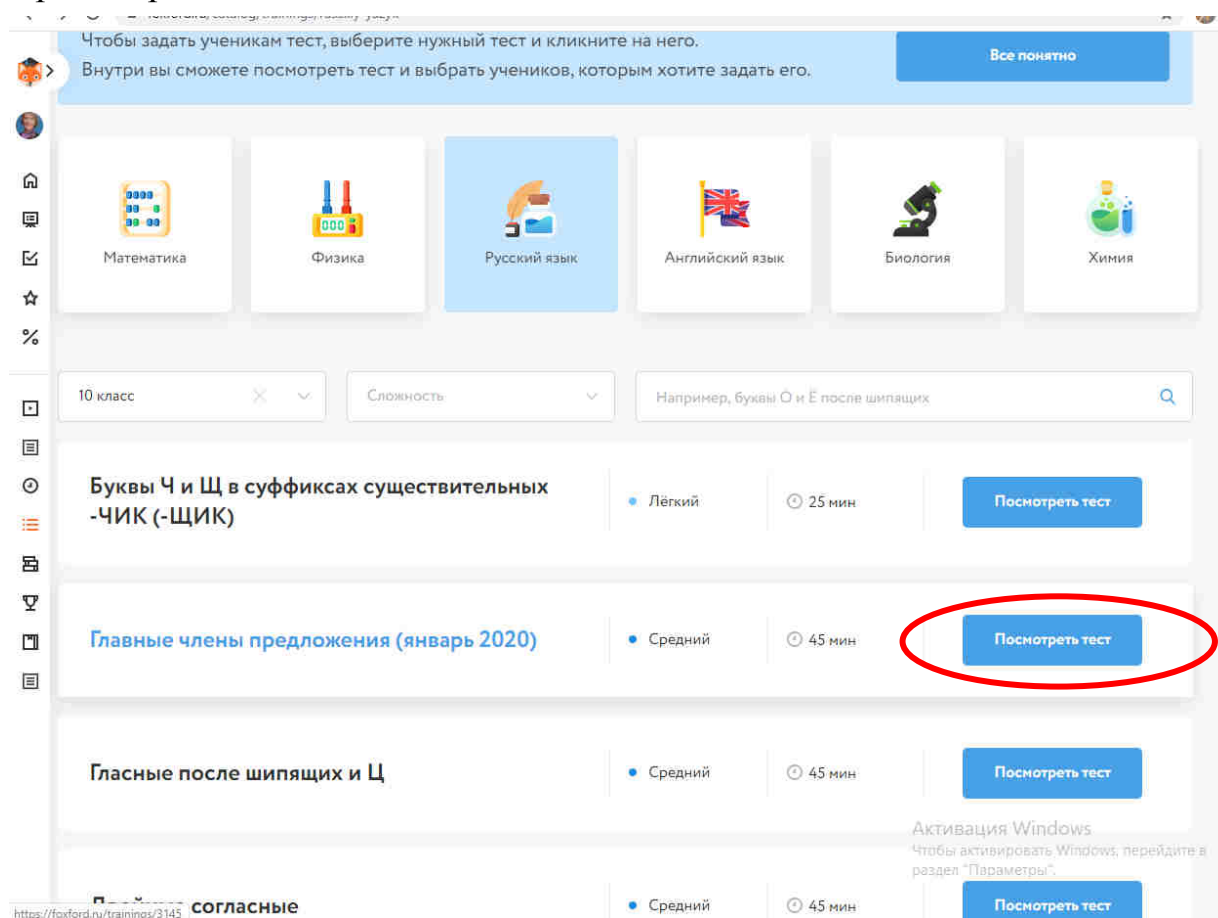 Чтобы задать ученикам тест, выберите нужный тест и кликните на него.
Внутри вы сможете посмотреть тест и выбрать учеников, которым хотите задать его.
Все понятно
Математика
Физика
Русский язык
Английский язык
Биология
Химия
10 класс
Сложность
Например, буквы О и Ё после шипящих
Буквы Ч и Щ в суффиксах существительных
-ЧИК (-ЩИК)
Лёгкий
25 мин
Посмотреть тест
Главные члены предложения (январь 2020)
Средний
45 мин
Посмотреть тест
Гласные после шипящих и Ц
Средний
45 мин
Посмотреть тест
Активация Windows
Чтобы активировать Windows, перейдите в
раздел "Параметры".
согласные
Средний
45 мин
Посмотреть тест
https://foxford.ru/trainings/3145